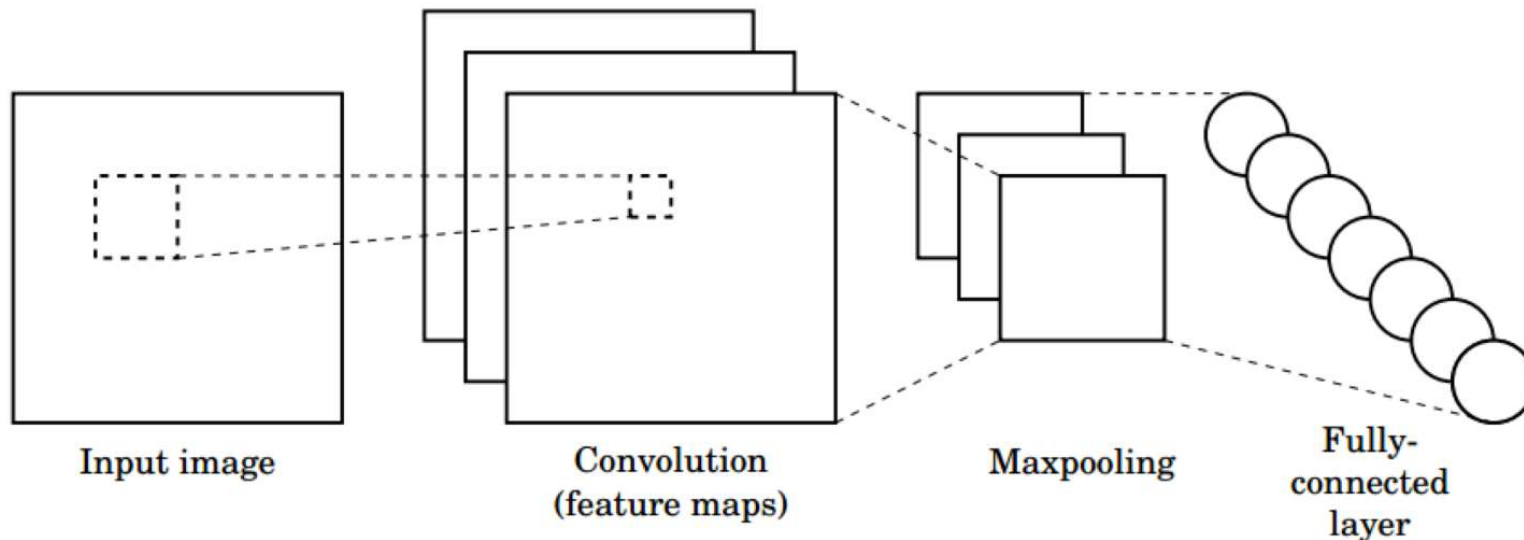 Input image
Convolution
(feature maps)
Maxpooling
Fully-
connected
layer